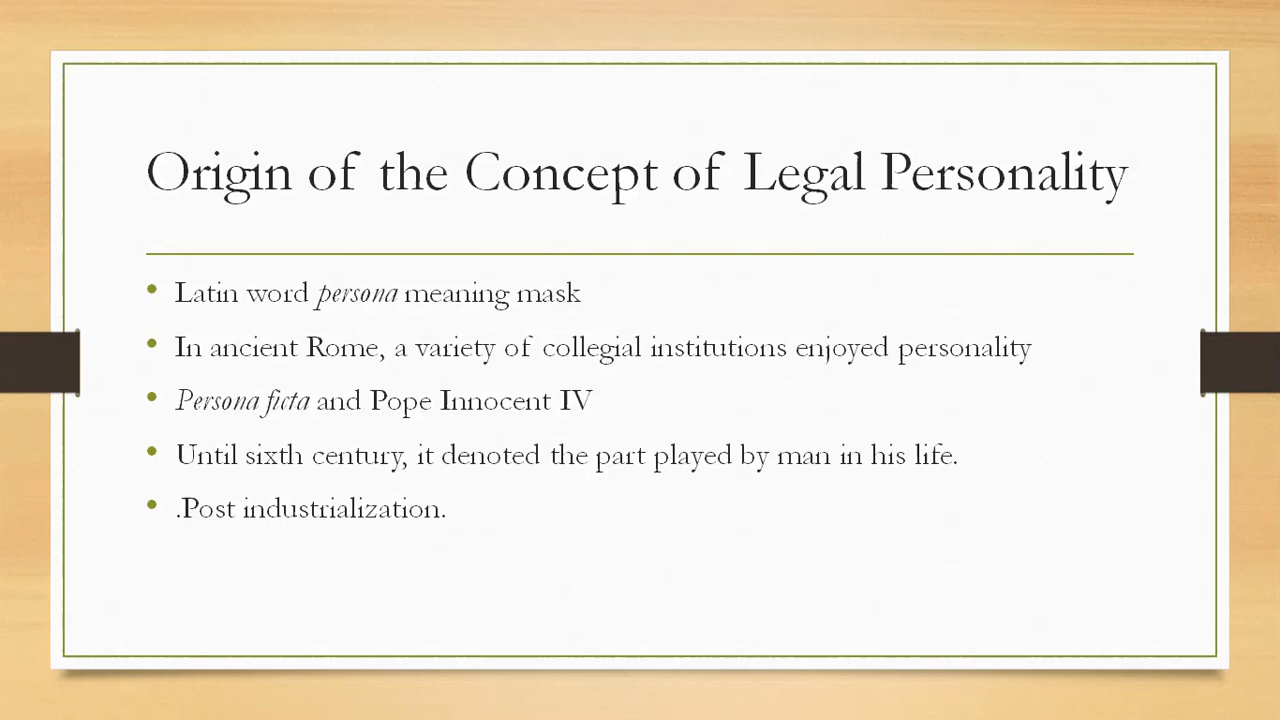 Origin of the Concept of Legal Personality
• Latin word persona meaning mask
• In ancient Rome, a variety of collegial institutions enjoyed personality
• Persona ficta and Pope Innocent IV
• Until sixth century, it denoted the part played by man in his life.
• .Post industrialization.